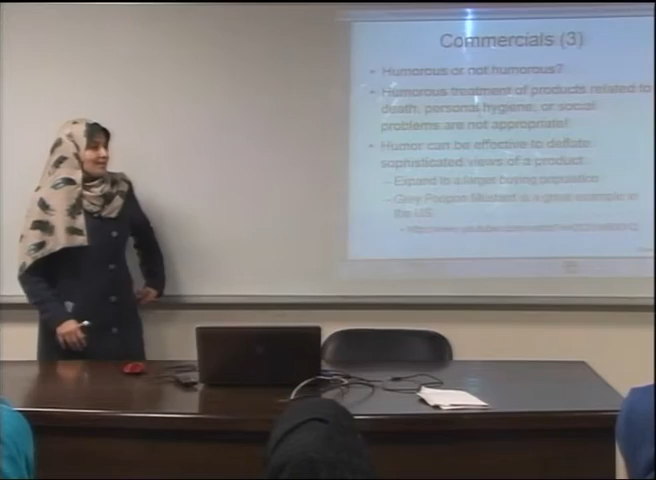 Commercials (3)
• Humorous or not humorous?
• Humorous treatment of products related to
death, personal hygiene, or social
problems are not appropriate!
• Humor can be effective to deflate
sophisticated views of a product
– Expand to a larger buying population
– Grey Poupon Mustard is a great example in
the US